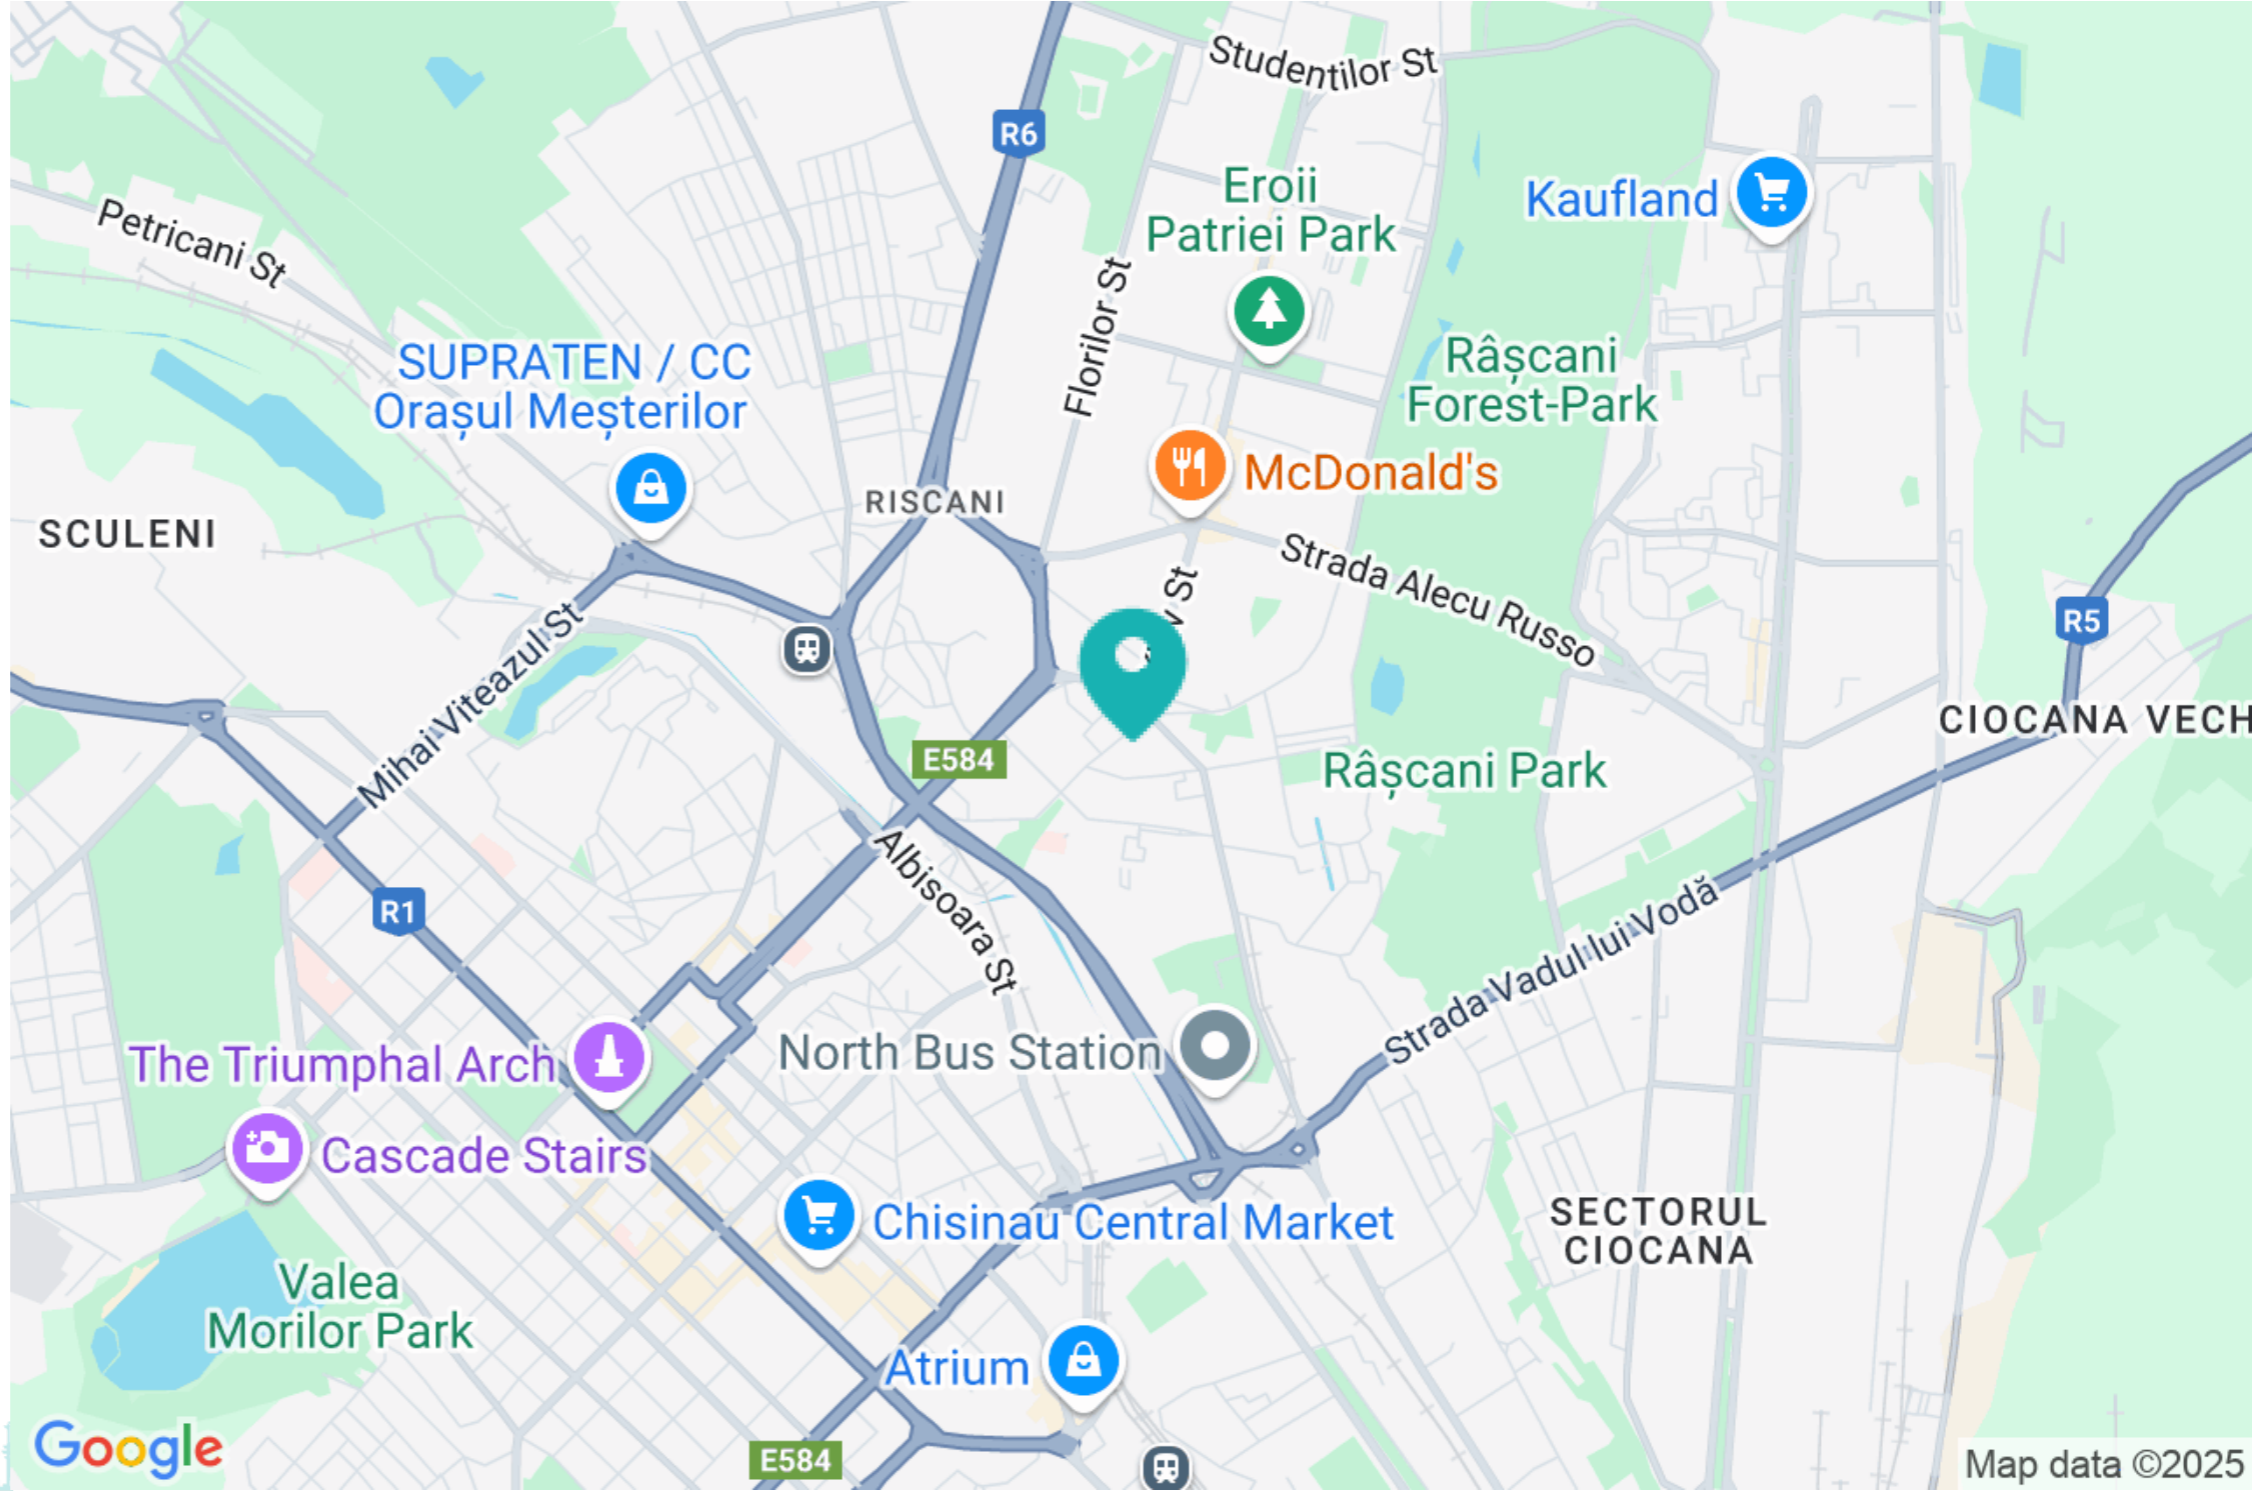 Studentilor St
R6
Eroii
Patriei Park
Kaufland
Petricani St
Florilor St
SUPRATEN / CC
Orașul Meșterilor
Râșcani
Forest-Park
McDonald's
RISCANI
SCULENI
Strada Alecu Russo
St
R5
Mihai Viteazul St
CIOCANA VECH
E584
Râșcani Park
Albisoara St
R1
Strada Vadul lui Vodă
North Bus Station
The Triumphal Arch
Cascade Stairs
Chisinau Central Market
SECTORUL
CIOCANA
Valea
Morilor Park
Atrium
Google
E584
Map data ©2025